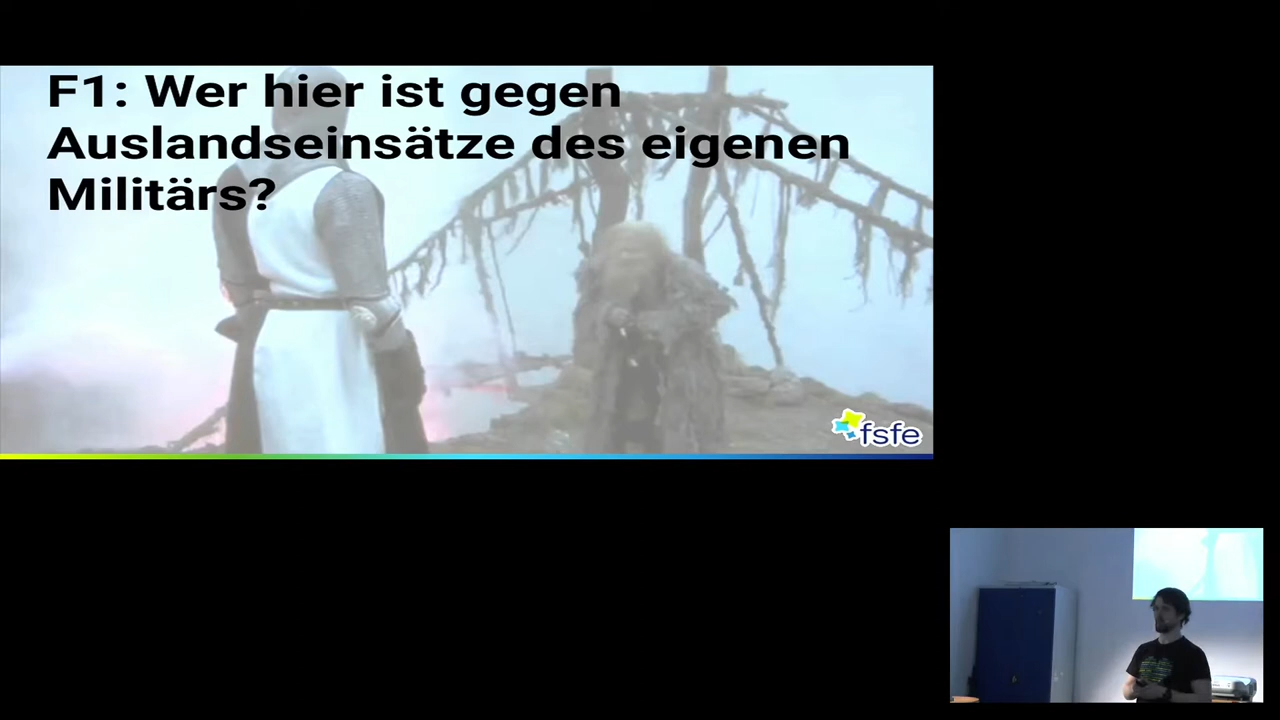 F1: Wer hier ist gegen
Auslandseinsätze des eigenen
Militärs?
fsfe